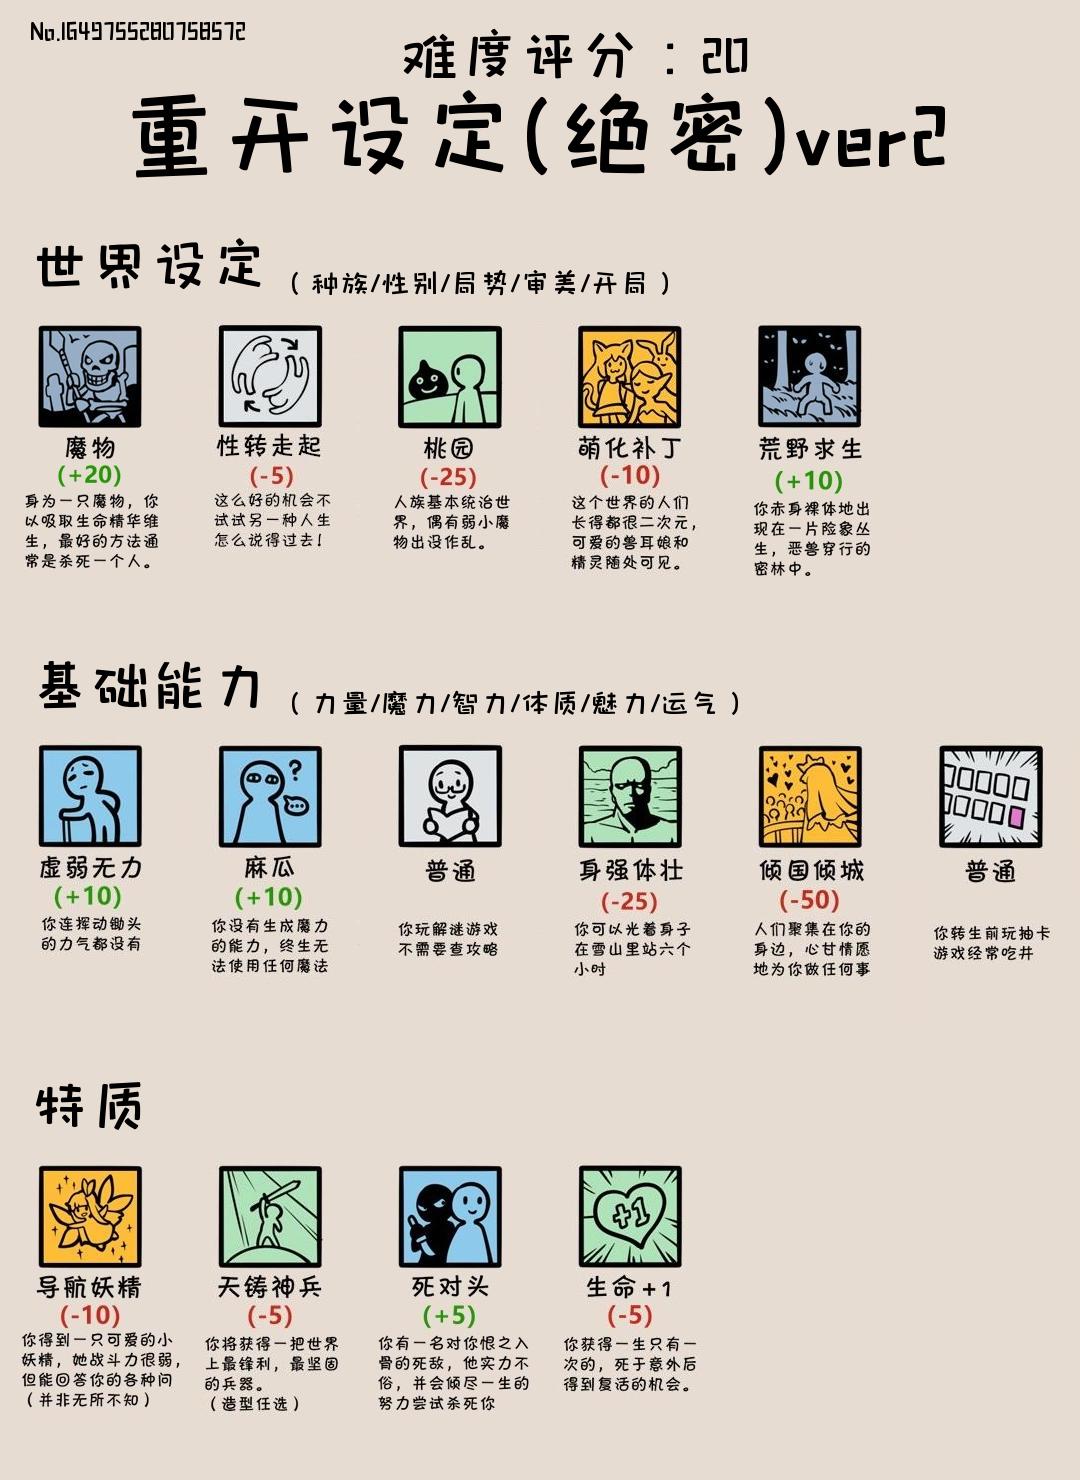 No.1649755280758572
难度评分：20
重开设定(绝密)ver2
世界设定（种族/性别/局势/审美/开局）
魔物
(+20)
身为一只魔物，你
以吸取生命精华维
生，最好的方法通
常是杀死一个人。
性转走起
(-5)
这么好的机会不
试试另一种人生
怎么说得过去！
桃园
(-25)
人族基本统治世
界，偶有弱小魔
物出没作乱。
萌化补丁
(-10)
这个世界的人们
长得都很二次元，
可爱的兽耳娘和
精灵随处可见。
荒野求生
(+10)
你赤身裸体地出
现在一片险象丛
生，恶兽穿行的
密林中。
基础能力（力量/魔力/智力/体质/魅力/运气）
虚弱无力
(+10)
你连挥动锄头
的力气都没有
?
麻瓜
(+10)
你没有生成魔力
的能力，终生无
法使用任何魔法
普通
你玩解谜游戏
不需要查攻略
身强体壮
(-25)
你可以光着身子
在雪山里站六个
小时
倾国倾城
(-50)
人们聚集在你的
身边，心甘情愿
地为你做任何事
普通
你转生前玩抽卡
游戏经常吃井
特质
导航妖精
(-10)
你得到一只可爱的小
妖精，她战斗力很弱，
但能回答你的各种问
（并非无所不知）
天铸神兵
(-5)
你将获得一把世界
上最锋利，最坚固
的兵器。
（造型任选）
死对头
(+5)
你有一名对你恨之入
骨的死敌，他实力不
俗，并会倾尽一生的
努力尝试杀死你
+1
生命+1
(-5)
你获得一生只有一
次的，死于意外后
得到复活的机会。